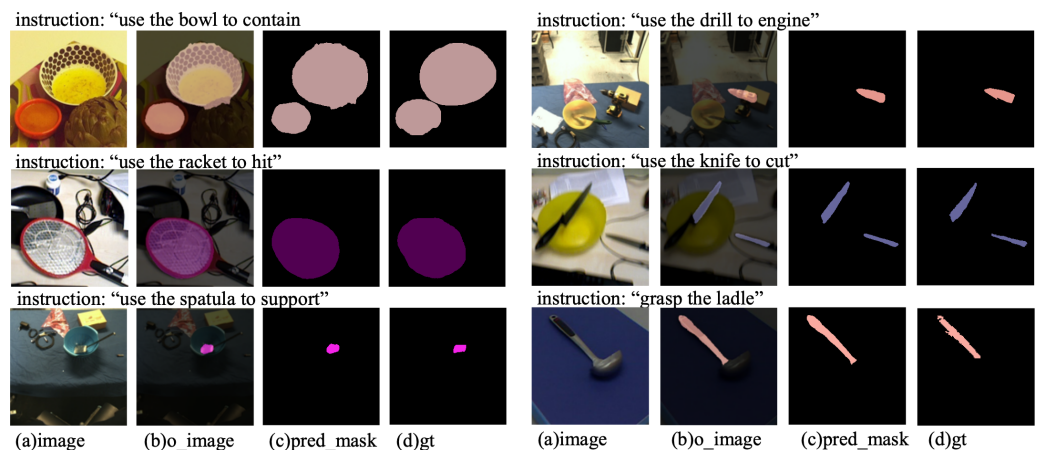 instruction: “use the bowl to contain
instruction: “use the drill to engine”
instruction: “use the racket to hit”
instruction: “use the knife to cut”
instruction: “use the spatula to support”
instruction: “grasp the ladle”
(a)image (b)o_image (c)pred_mask (d)gt
(a)image (b)o_image (c)pred_mask (d)gt